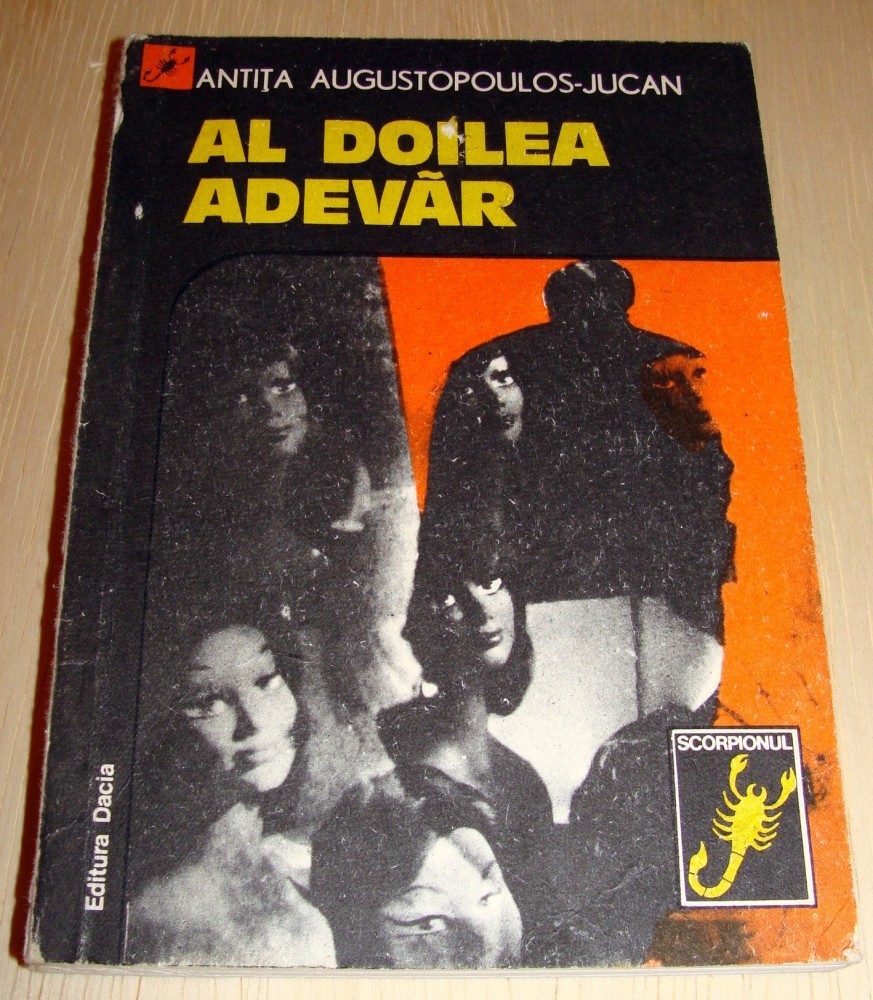 ANTIȚA AUGUSTOPOULOS-JUCAN
AL DOILEA
ADEVĂR
SCORPIONUL
Editura Dacia